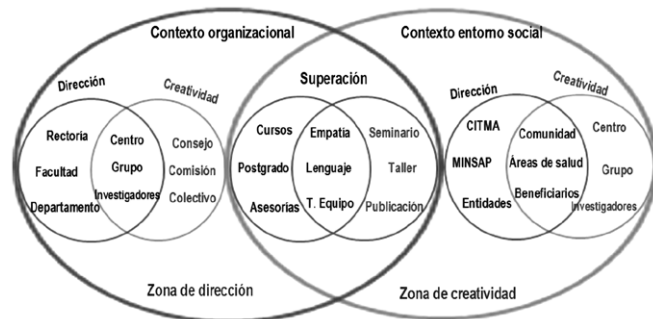 Contexto organizacional
Contexto entorno social
Dirección
Creatividad
Superación
Dirección
Creatividad
Rectoría
Facultad
Departamento
Centro
Grupo
Investigadores
Consejo
Comisión
Colectivo
Cursos
Postgrado
Asesorías
Empatía
Lenguaje
T. Equipo
Seminario
Taller
Publicación
CITMA
MINSAP
Entidades
Comunidad
Áreas de salud
Beneficiarios
Centro
Grupo
Investigadores
Zona de dirección
Zona de creatividad